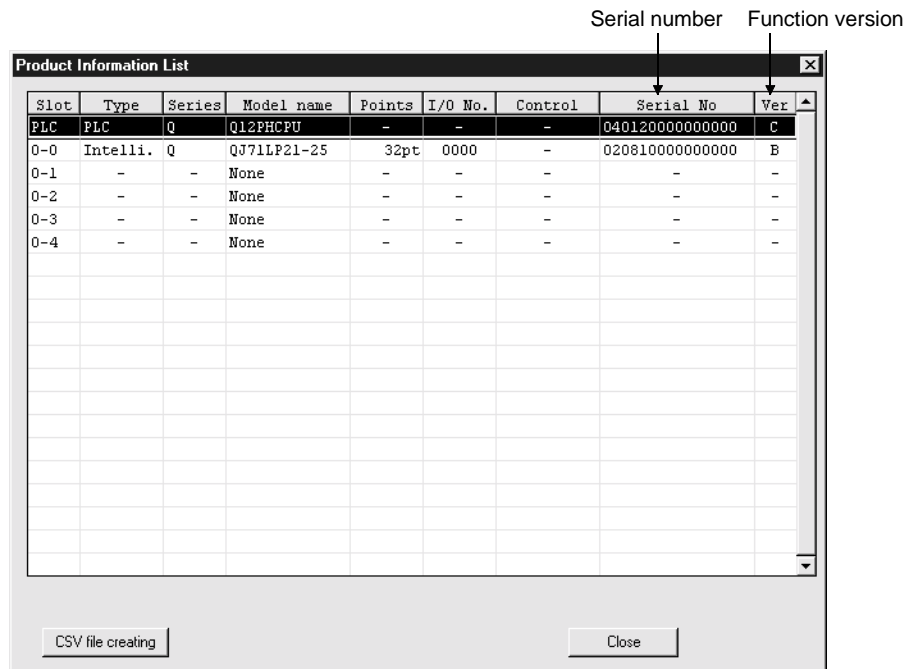 Serial number Function version
Product Information List
Slot Type Series Model name Points I/O No. Control Serial No Ver
PLC PLC Q Q12PHCPU - - - 040120000000000 C
0-0 Intelli. Q QJ71LP21-25 32pt 0000 - 020810000000000 B
0-1 - - None - - - - -
0-2 - - None - - - - -
0-3 - - None - - - - -
0-4 - - None - - - - -
CSV file creating Close